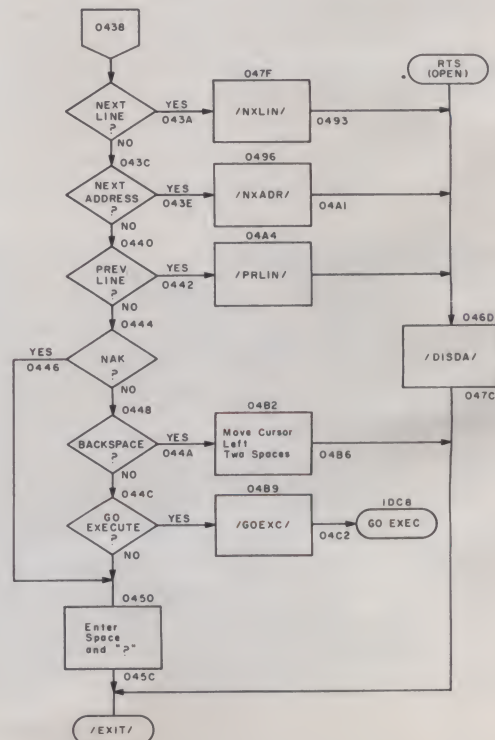 0438
RTS
(OPEN)
NEXT
LINE
?
YES
043A
047F
/NXLIN/
0493
NO
043C
NEXT
ADDRESS
?
YES
043E
0496
/NXADR/
04A1
NO
0440
PREV
LINE
?
YES
0442
04A4
/PRLIN/
NO
0444
046D
/DISDA/
047C
YES
0446
NAK
?
NO
0448
BACKSPACE
?
YES
044A
04B2
Move Cursor
Left
Two Spaces
04B6
NO
044C
GO
EXECUTE
?
YES
04B9
/GOEXC/
04C2
1DC8
GO EXEC
NO
0450
Enter
Space
and "?"
045C
/EXIT/